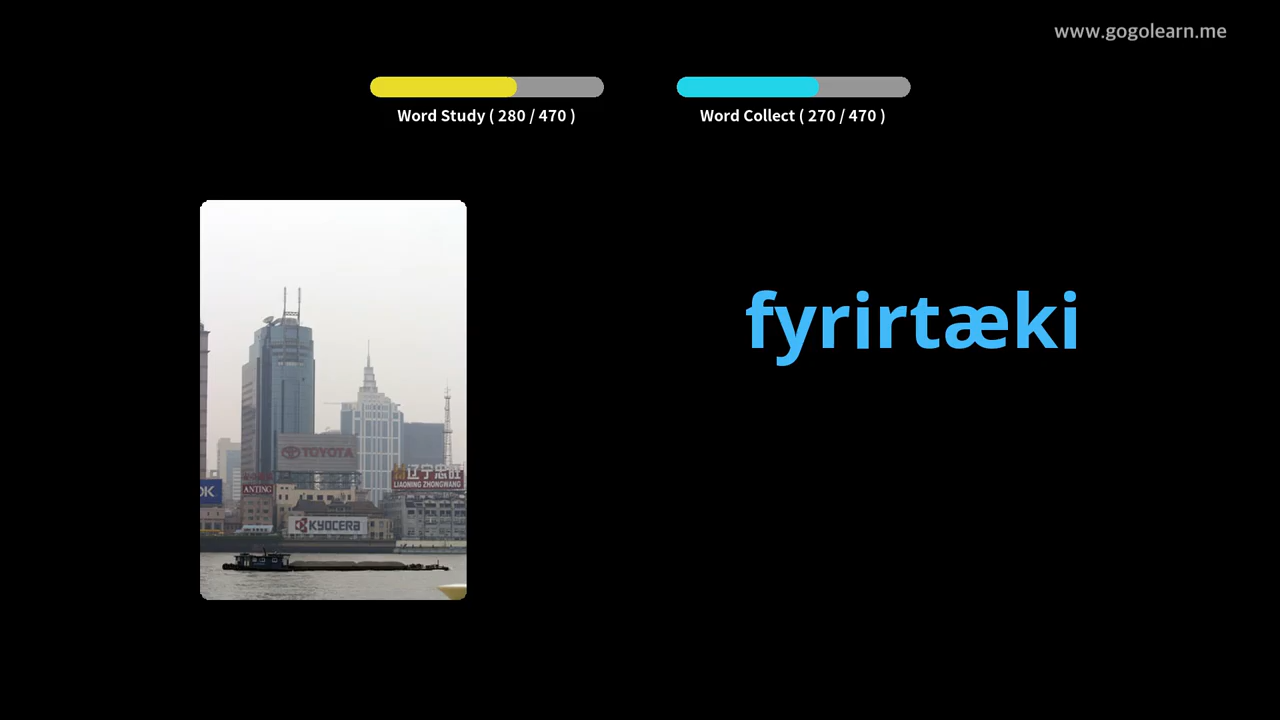 www.gogolearn.me
Word Study ( 280 / 470 )
Word Collect ( 270 / 470 )
fyrirtæki
TOYOTA
辽宁忠旺
LIAONING ZHONGWANG
OK
ANTING
KYOCERA